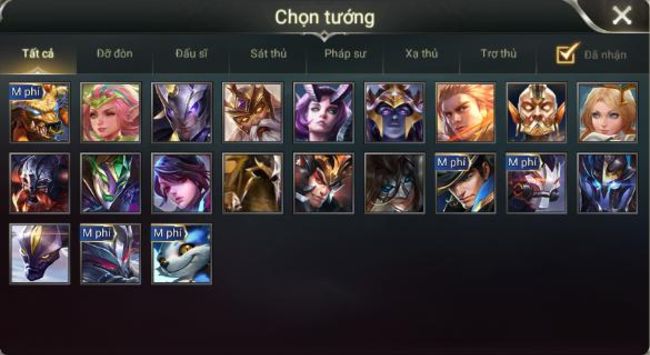 Chọn tướng
Tất cả Đỡ đòn Đấu sĩ Sát thủ Pháp sư Xạ thủ Trợ thủ Đã nhận
M phí
M phí M phí
M phí M phí